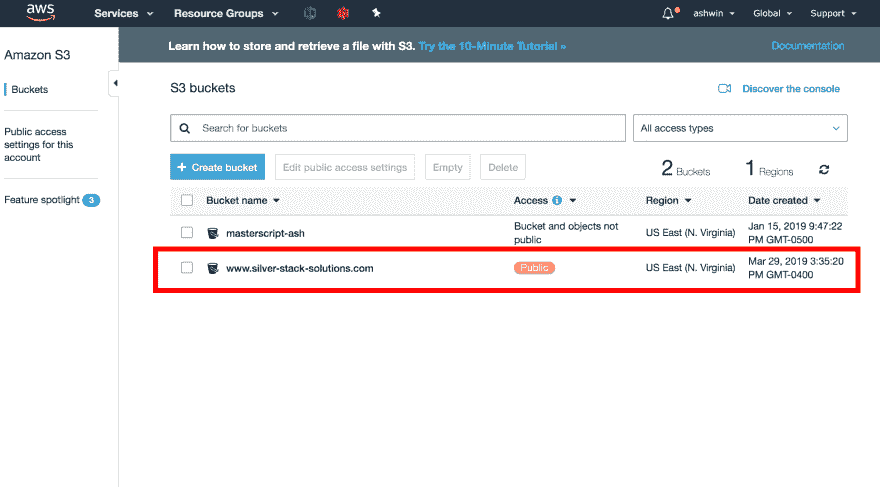 aws Services Resource Groups ashwin Global Support
Amazon S3
Learn how to store and retrieve a file with S3. Try the 10-Minute Tutorial » Documentation
Buckets
Public access
settings for this
account
Feature spotlight 3
S3 buckets Discover the console
Search for buckets All access types
+ Create bucket Edit public access settings Empty Delete 2 Buckets 1 Regions
Bucket name Access i Region Date created
masterscript-ash Bucket and objects not
public US East (N. Virginia) Jan 15, 2019 9:47:22
PM GMT-0500
www.silver-stack-solutions.com Public US East (N. Virginia) Mar 29, 2019 3:35:20
PM GMT-0400